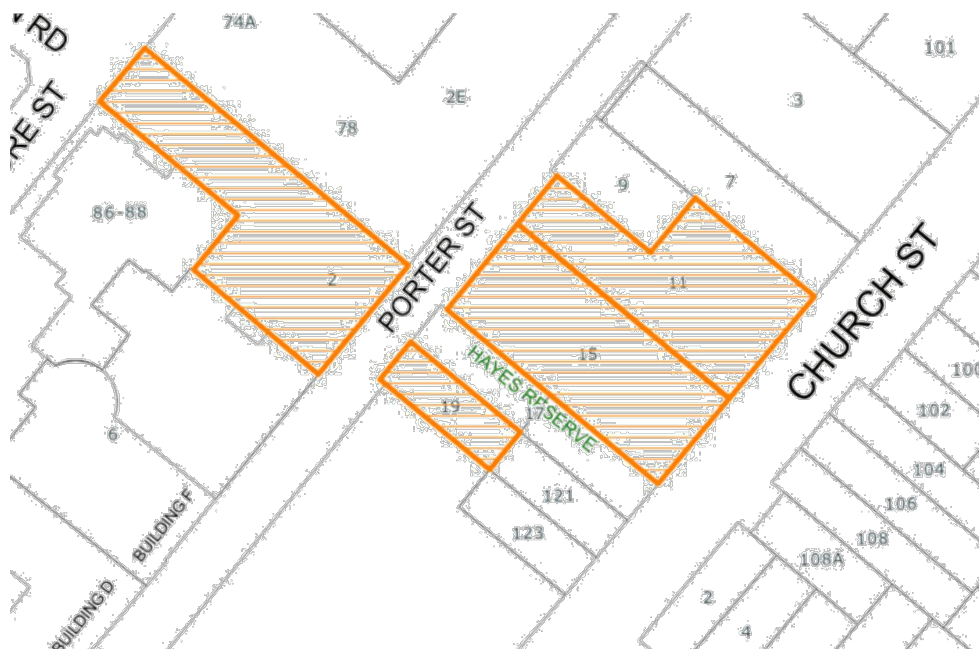 74A
RD
101
2E
3
78
RE ST
9
7
86-88
PORTER ST
2
11
CHURCH ST
15
HAYES RESERVE
100
19
17
102
6
104
121
106
BUILDING F
123
108
108A
BUILDING D
2
4